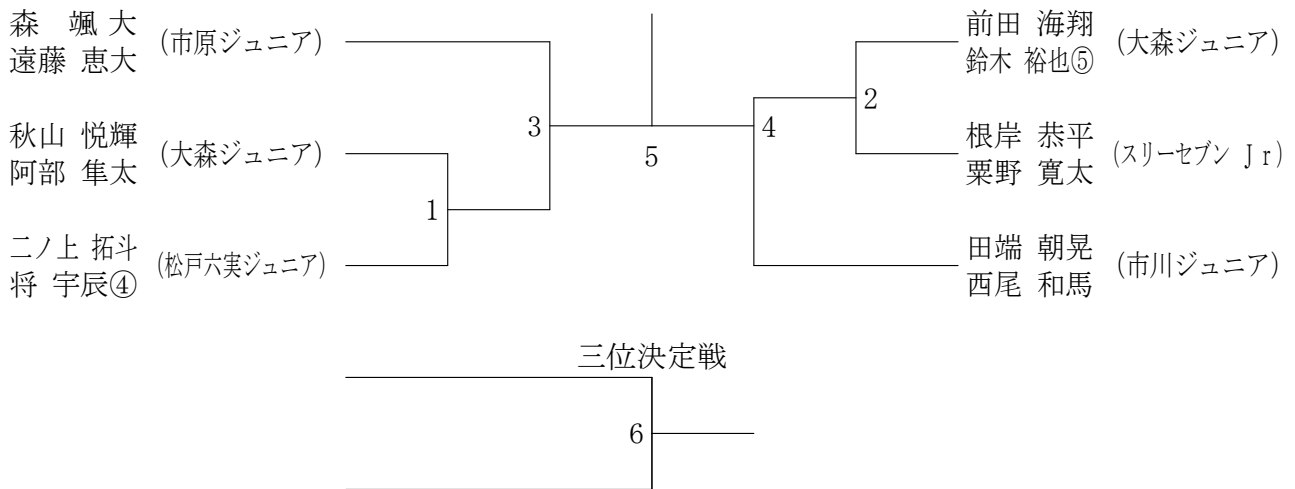 森 颯大
遠藤 恵大
(市原ジュニア)
秋山 悦輝
阿部 隼太
(大森ジュニア)
二ノ上 拓斗
将 宇辰④
(松戸六実ジュニア)
1
3
5
4
2
前田 海翔
鈴木 裕也⑤
(大森ジュニア)
根岸 恭平
粟野 寛太
(スリーセブン Jr)
田端 朝晃
西尾 和馬
(市川ジュニア)
三位決定戦
6